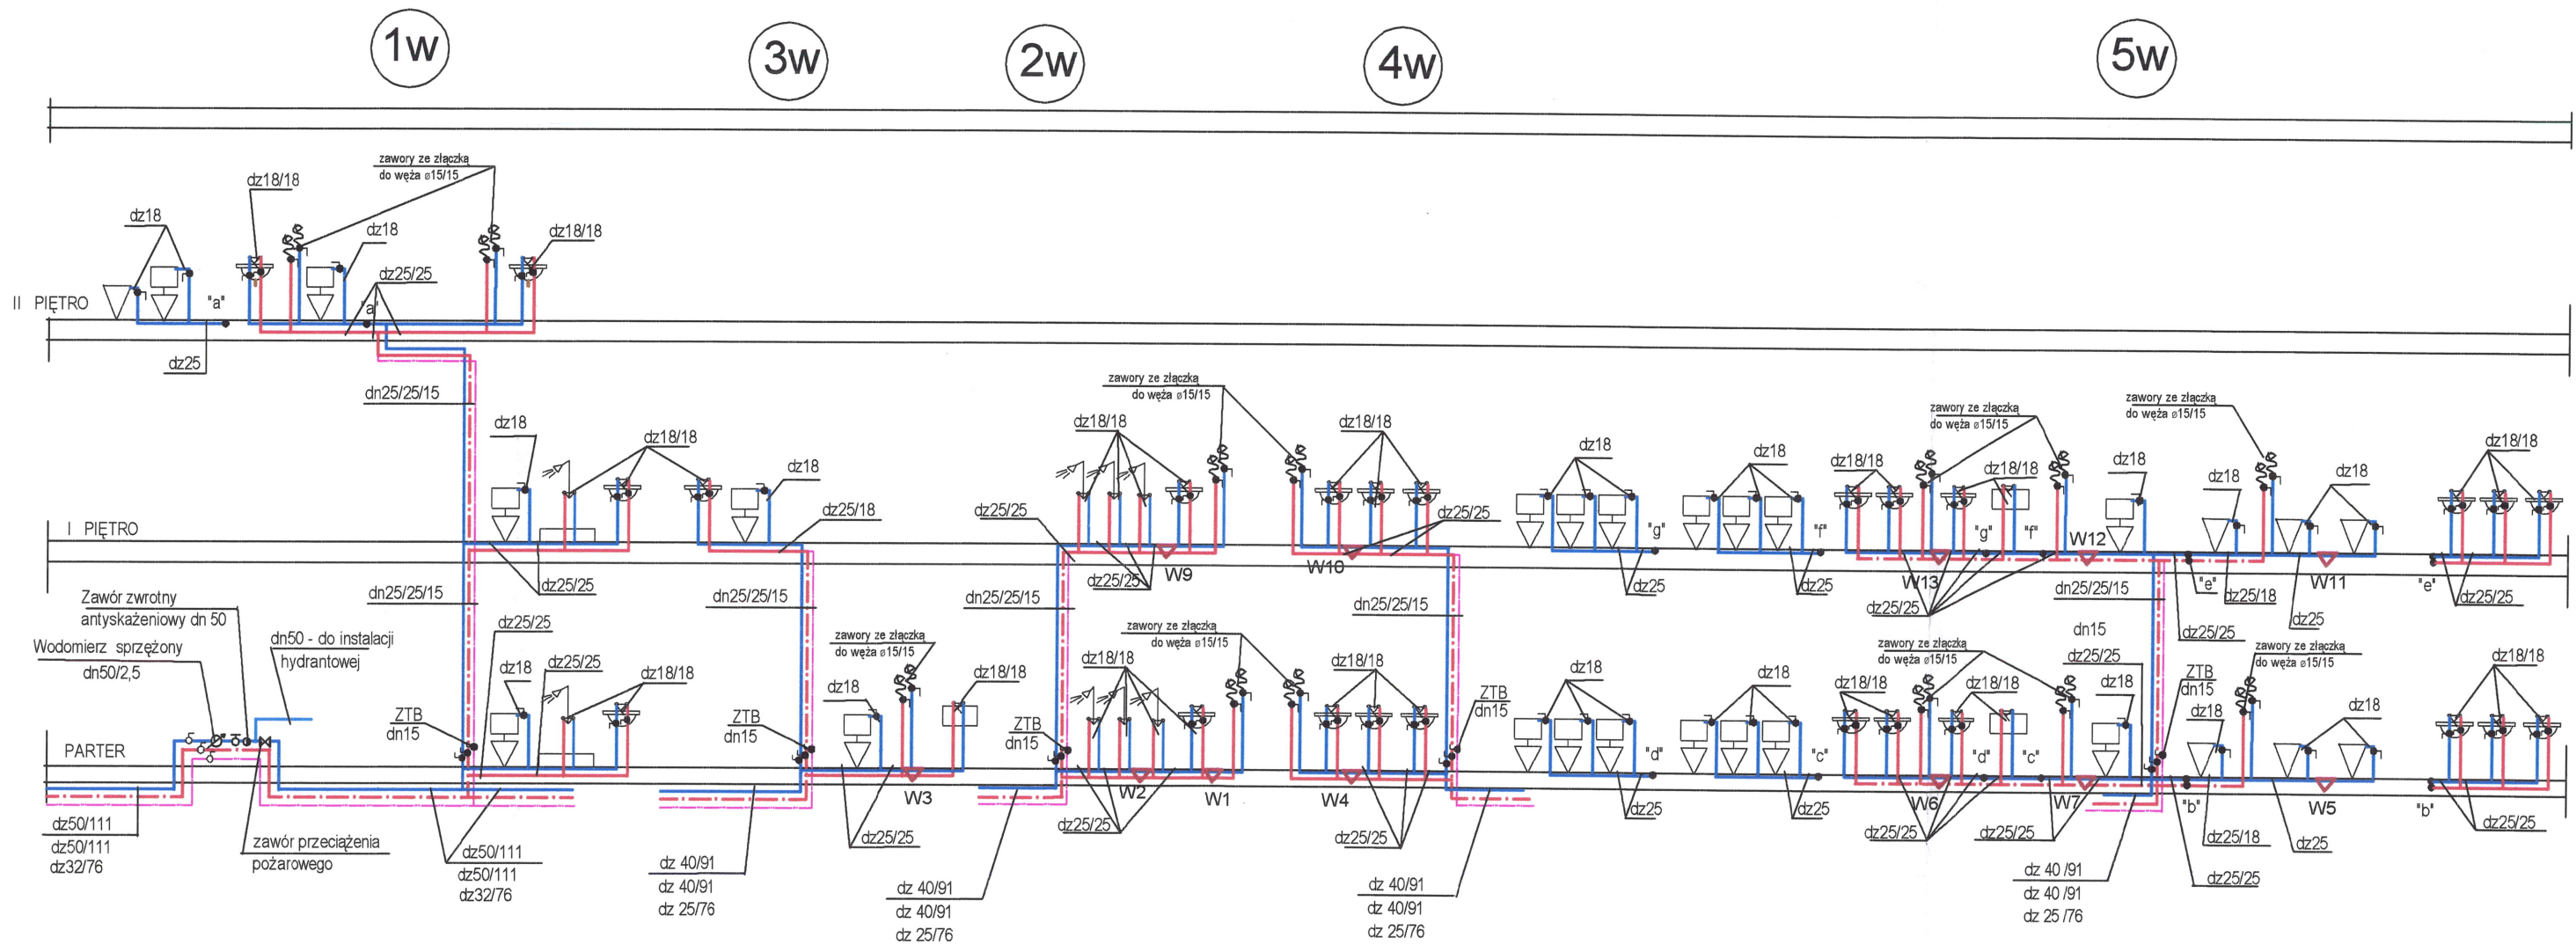 1w
3w
2w
4w
5w
zawory ze złączką
do węża ø15/15
dz18/18
dz18
dz18
dz18/18
dz25/25
"a"
"a"
II PIĘTRO
dz25
dn25/25/15
zawory ze złączką
do węża ø15/15
zawory ze złączką
do węża ø15/15
zawory ze złączką
do węża ø15/15
dz18
dz18/18
dz18
dz18/18
dz18/18
dz18
dz18
dz18/18
dz18/18
dz18
dz18
dz18
dz18/18
dz25/18
dz25/25
dz25/25
I PIĘTRO
"g"
"f"
"g"
"f"
W12
W9
W10
W13
W11
"e"
"e"
dz25/25
dz25/25
dz25
dz25
dz25/25
dn25/25/15
dz25/18
dz25
dz25/25
dn25/25/15
dn25/25/15
dn25/25/15
dn25/25/15
dz25/25
Zawór zwrotny
antyskażeniowy dn 50
Wodomierz sprzężony
dn50/2,5
dn50 - do instalacji
hydrantowej
dz25/25
zawory ze złączką
do węża ø15/15
zawory ze złączką
do węża ø15/15
zawory ze złączką
do węża ø15/15
dn15
dz25/25
zawory ze złączką
do węża ø15/15
dz18
dz25/25
dz18/18
dz18
dz18/18
dz18/18
dz18/18
dz18
dz18
dz18/18
dz18/18
dz18
dz18
dz18
dz18/18
ZTB
dn15
ZTB
dn15
ZTB
dn15
ZTB
dn15
ZTB
dn15
PARTER
"d"
"c"
"d"
"c"
"b"
"b"
W3
W2
W1
W4
W6
W7
W5
dz25/25
dz25/25
dz25/25
dz25
dz25
dz25/25
dz25/25
dz25/18
dz25
dz25/25
dz25/25
dz50/111
dz50/111
dz32/76
zawór przeciążenia
pożarowego
dz50/111
dz50/111
dz32/76
dz 40/91
dz 40/91
dz 25/76
dz 40/91
dz 40/91
dz 25/76
dz 40/91
dz 40/91
dz 25/76
dz 40 /91
dz 40 /91
dz 25 /76